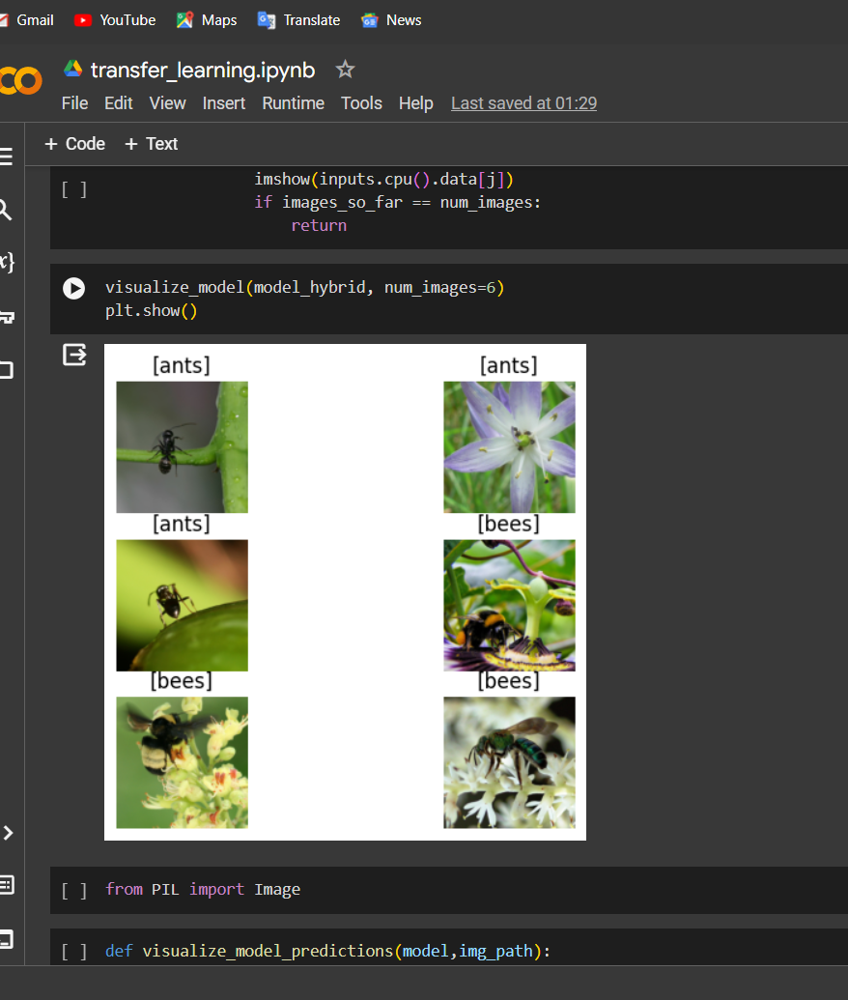 Gmail YouTube Maps Translate News
transfer_learning.ipynb
File Edit View Insert Runtime Tools Help Last saved at 01:29
+ Code + Text
[ ] imshow(inputs.cpu().data[j])
if images_so_far == num_images:
return
visualize_model(model_hybrid, num_images=6)
plt.show()
[ants] [ants]
[ants] [bees]
[bees] [bees]
[ ] from PIL import Image
[ ] def visualize_model_predictions(model,img_path):